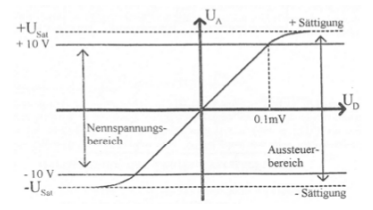 U_A
+U_Sat
+ Sättigung
+ 10 V
U_D
Nennspannungs-
bereich
0.1mV
Aussteuer-
bereich
- 10 V
-U_Sat
- Sättigung